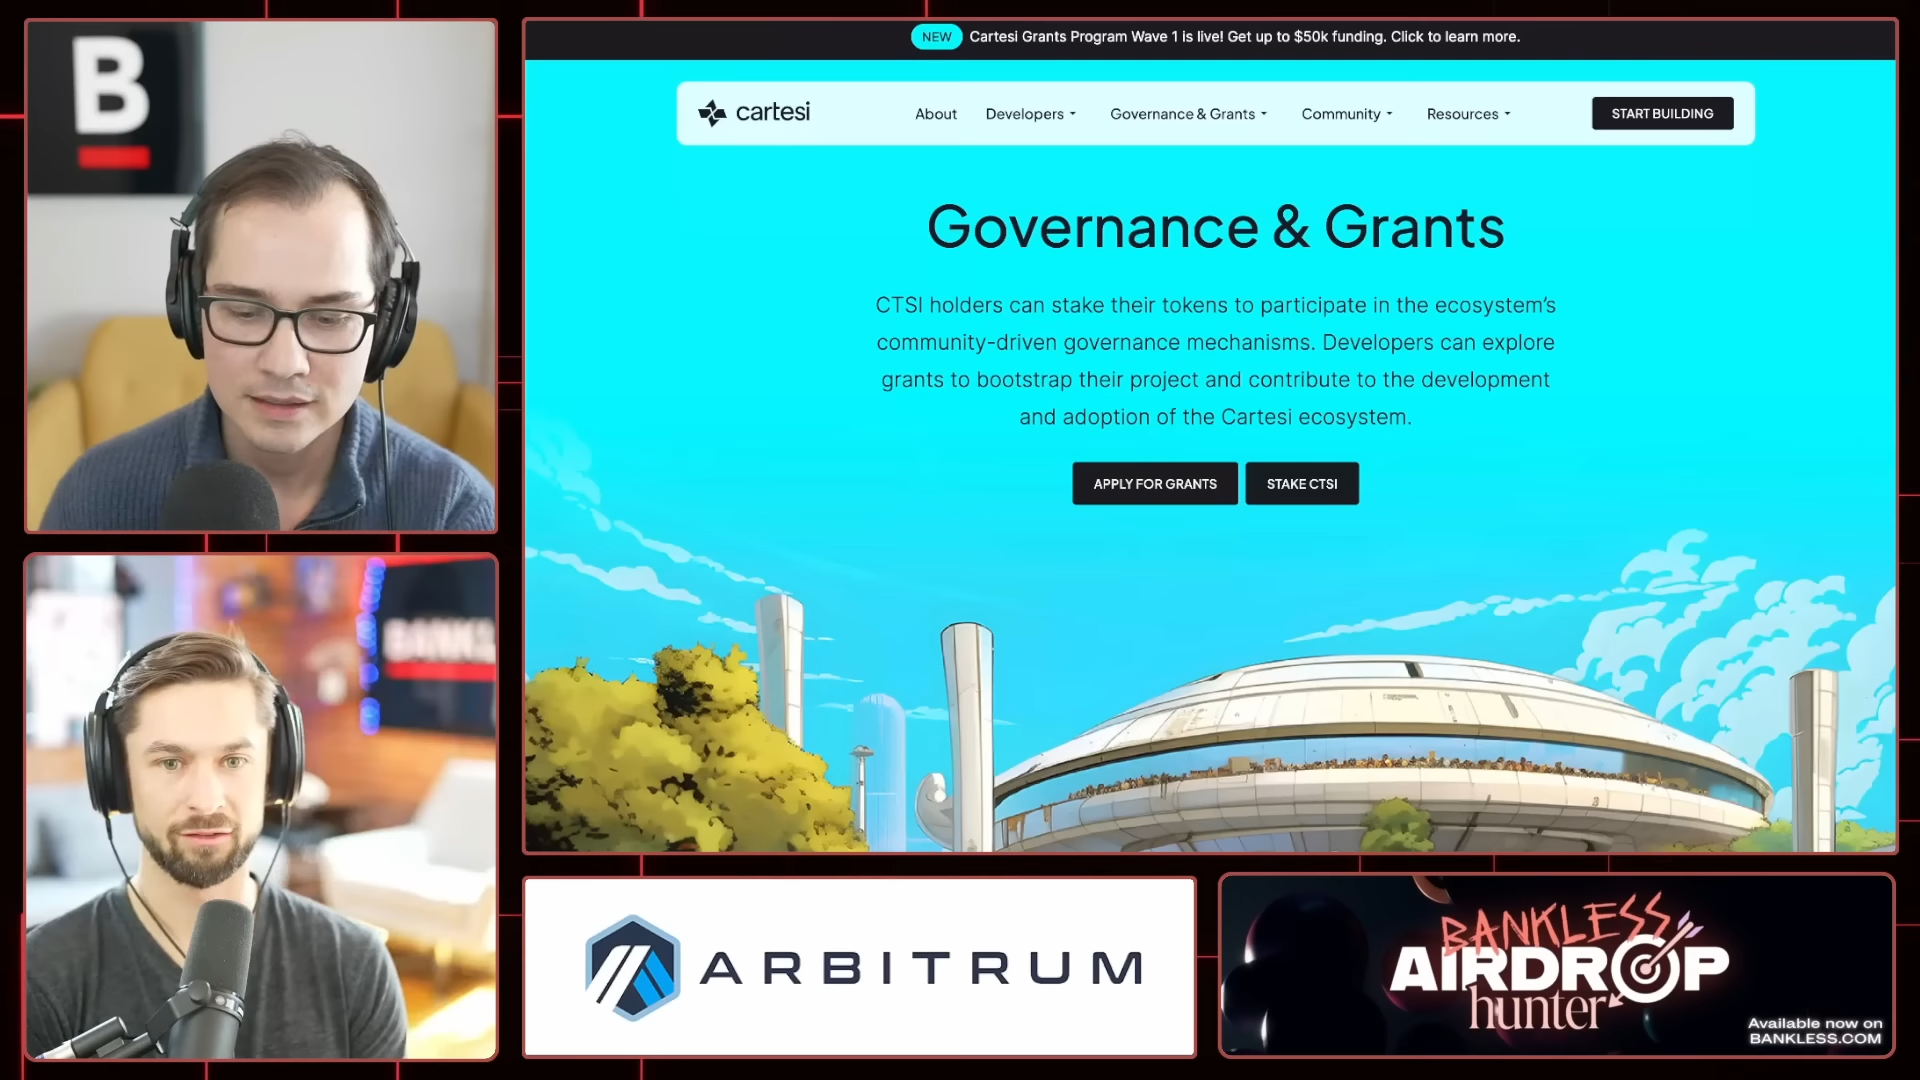 B
BANKL
NEW Cartesi Grants Program Wave 1 is live! Get up to $50k funding. Click to learn more.
cartesi
About
Developers
Governance & Grants
Community
Resources
START BUILDING
Governance & Grants
CTSI holders can stake their tokens to participate in the ecosystem's
community-driven governance mechanisms. Developers can explore
grants to bootstrap their project and contribute to the development
and adoption of the Cartesi ecosystem.
APPLY FOR GRANTS
STAKE CTSI
ARBITRUM
BANKLESS
AIRDROP
hunter
Available now on
BANKLESS.COM